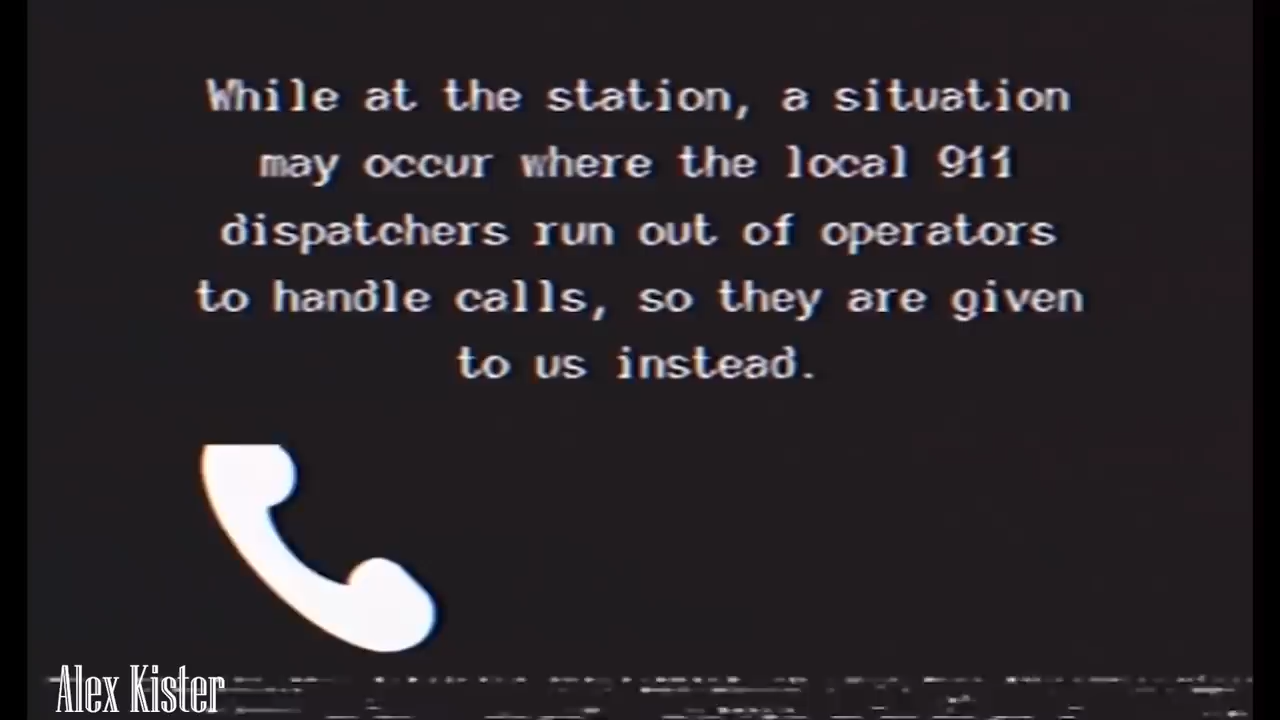 While at the station, a situation
may occur where the local 911
dispatchers run out of operators
to handle calls, so they are given
to us instead.
Alex Kister